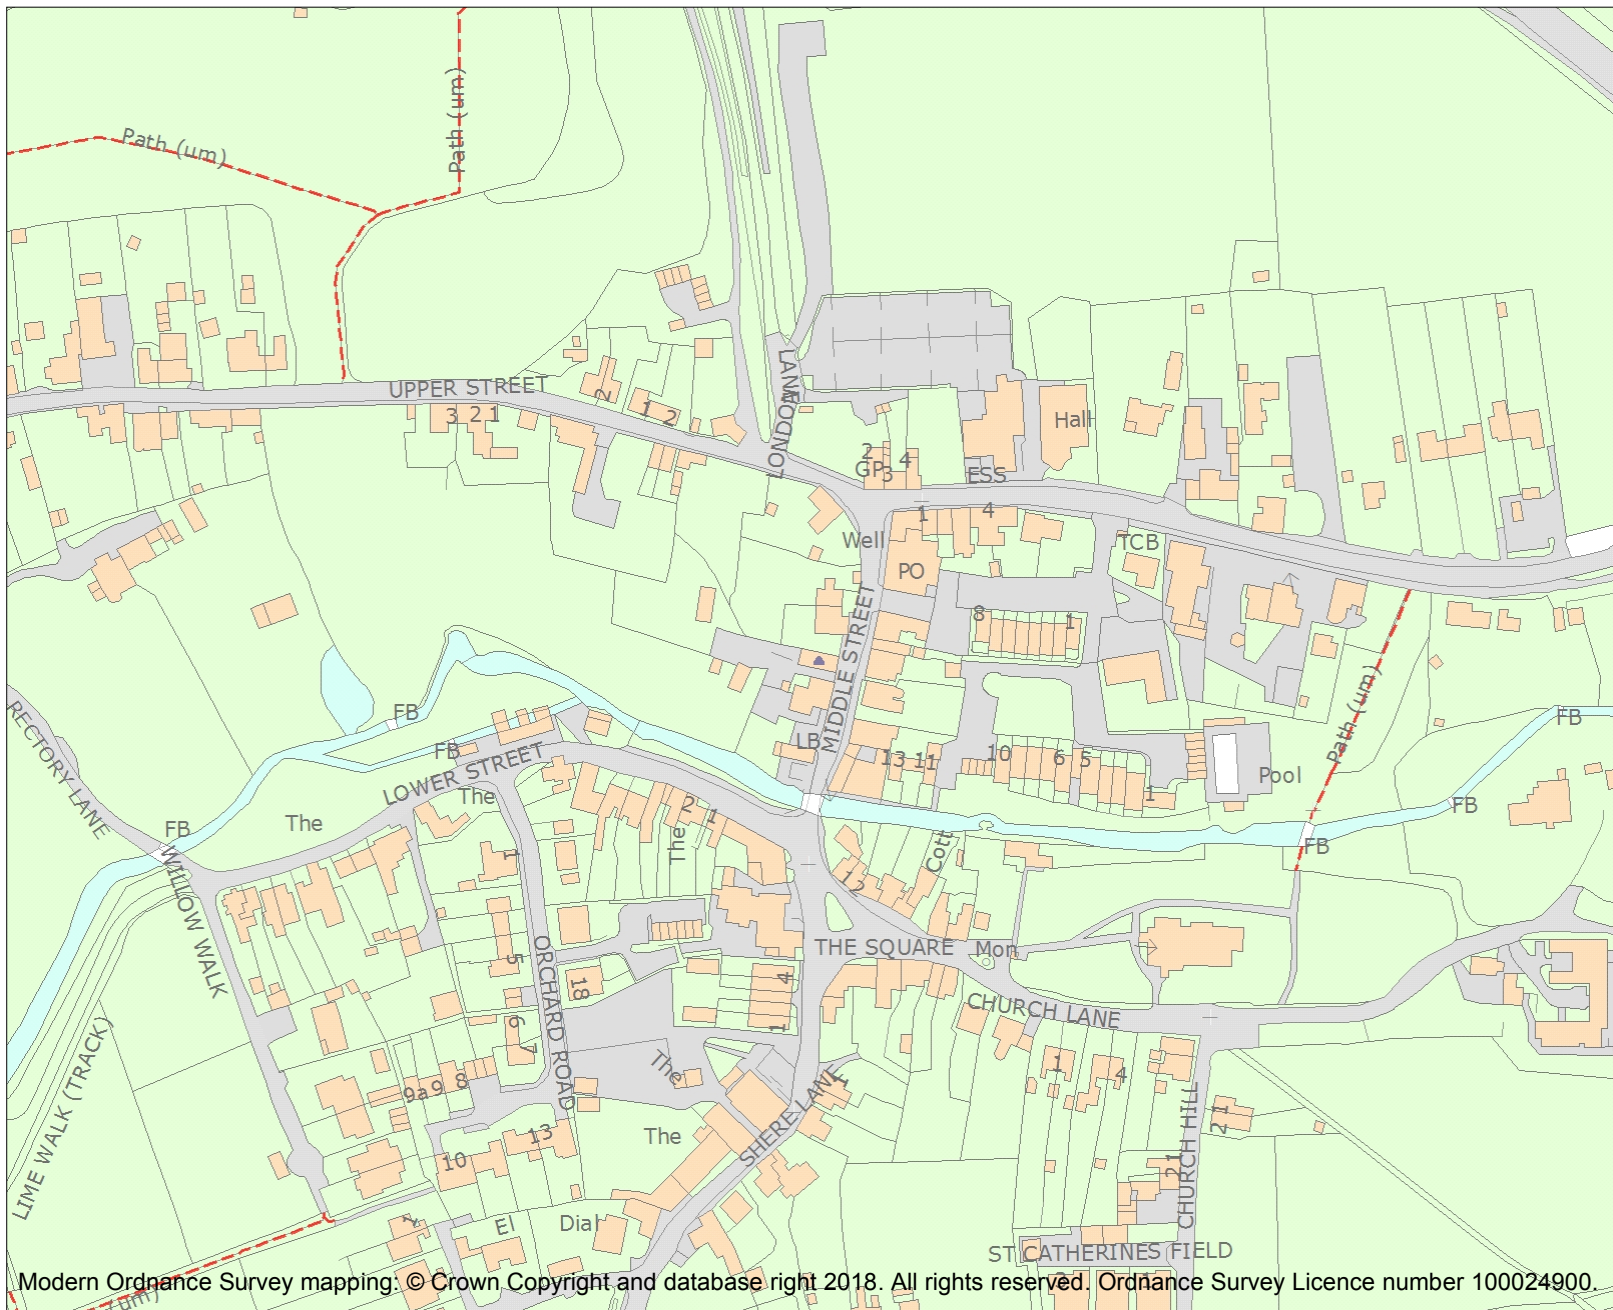 Path (um)
Path (um)
UPPER STREET
3 2 1
2
1 2
LONDON LANE
2
GP
3
4
ESS
Hall
1
4
Well
PO
TCB
8
1
MIDDLE STREET
Path (um)
RECTORY LANE
FB
FB
FB
LB
13
11
10
6
5
1
Pool
FB
FB
LOWER STREET
The
The
FB
FB
The
2
1
Cott
12
WILLOW WALK
1
5
ORCHARD ROAD
18
4
1
THE SQUARE
Mon
CHURCH LANE
LIME WALK (TRACK)
6
7
9a
9
8
The
1
1
4
10
13
The
SHERE LANE
2 1
CHURCH HILL
21
1
El
Dial
ST CATHERINES FIELD
(um)
Modern Ordnance Survey mapping: © Crown Copyright and database right 2018. All rights reserved. Ordnance Survey Licence number 100024900.